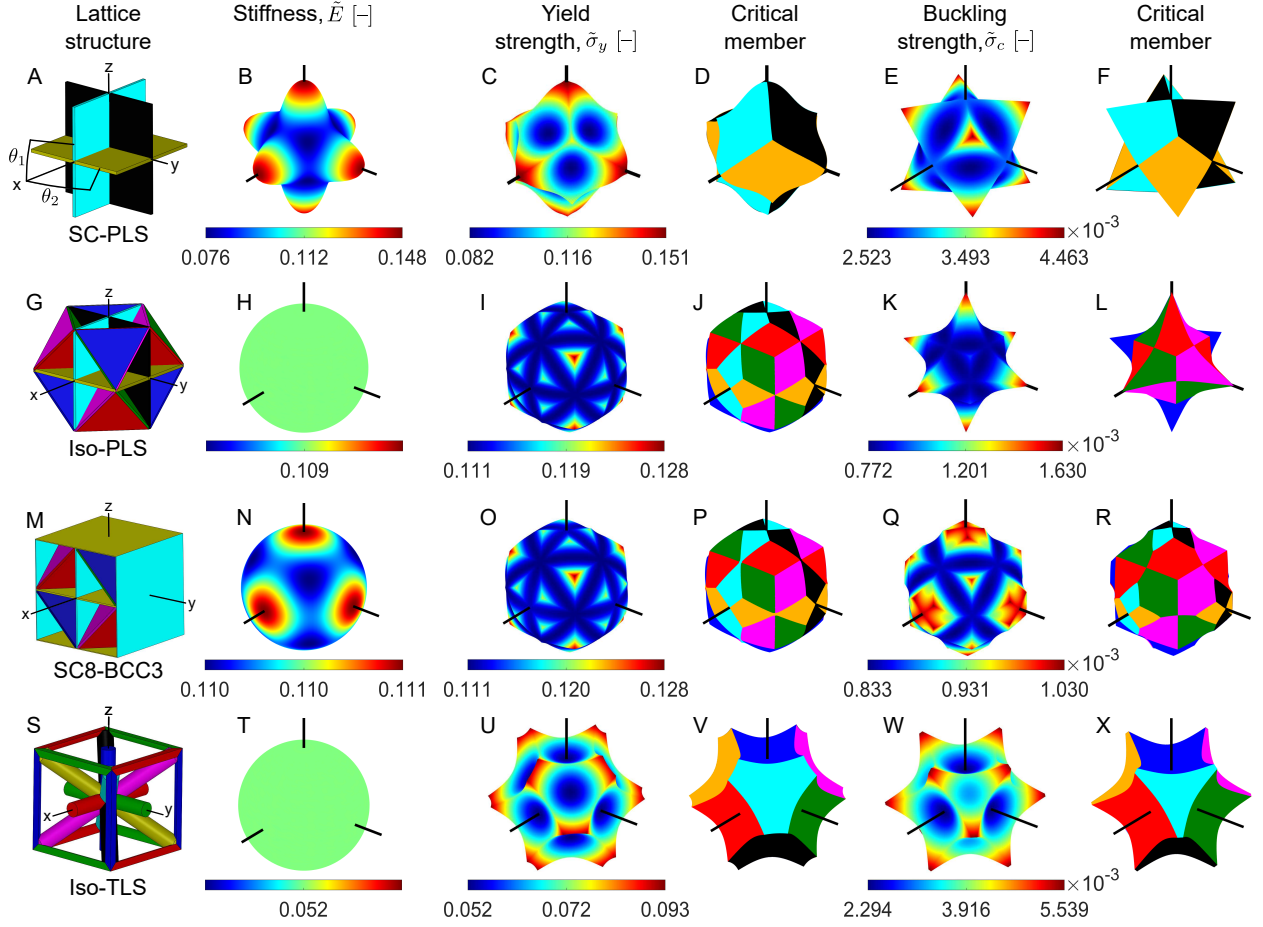 Lattice structure
Stiffness, Ẽ [–]
Yield strength, σ̃_y [–]
Critical member
Buckling strength, σ̃_c [–]
Critical member
A
z
θ₁
x
θ₂
y
SC-PLS
B
0.076 0.112 0.148
C
0.082 0.116 0.151
D
E
×10⁻³
2.523 3.493 4.463
F
G
z
x
y
Iso-PLS
H
0.109
I
0.111 0.119 0.128
J
K
×10⁻³
0.772 1.201 1.630
L
M
z
x
y
SC8-BCC3
N
0.110 0.110 0.111
O
0.111 0.120 0.128
P
Q
×10⁻³
0.833 0.931 1.030
R
S
z
x
y
Iso-TLS
T
0.052
U
0.052 0.072 0.093
V
W
×10⁻³
2.294 3.916 5.539
X